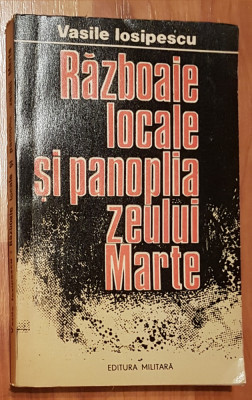 Vasile Iosipescu
Războaie
locale
și panoplia
zeului
Marte
EDITURA MILITARĂ